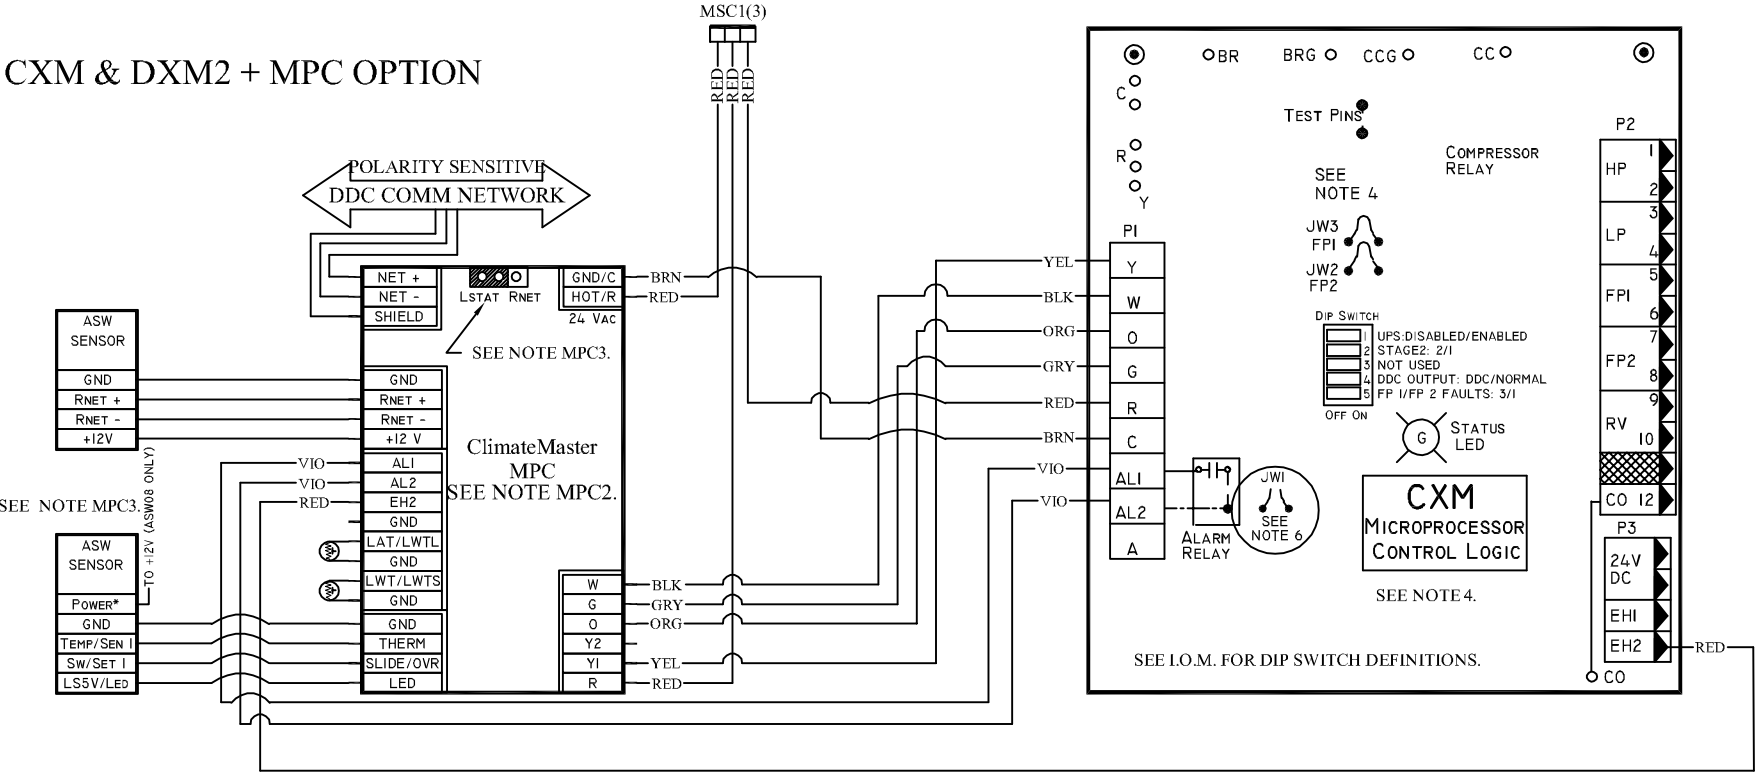 MSC1(3)
CXM & DXM2 + MPC OPTION
RED
RED
RED
POLARITY SENSITIVE
DDC COMM NETWORK
NET +
NET -
SHIELD
LSTAT RNET
GND/C
HOT/R
24 VAC
BRN
RED
SEE NOTE MPC3.
ASW
SENSOR
GND
RNET +
RNET -
+12V
GND
RNET +
RNET -
+12 V
ClimateMaster
MPC
SEE NOTE MPC2.
VIO
VIO
RED
AL1
AL2
EH2
GND
LAT/LWTL
GND
LWT/LWTS
GND
GND
THERM
SLIDE/OVR
LED
SEE NOTE MPC3.
TO +12V (ASW08 ONLY)
ASW
SENSOR
POWER*
GND
TEMP/SEN 1
SW/SET 1
LS5V/LED
W
G
O
Y2
Y1
R
BLK
GRY
ORG
YEL
RED
YEL
BLK
ORG
GRY
RED
BRN
VIO
VIO
BR
BRG
CCG
CC
C
R
Y
P1
Y
W
O
G
R
C
AL1
AL2
A
TEST PINS
COMPRESSOR
RELAY
SEE
NOTE 4
JW3
FP1
JW2
FP2
DIP SWITCH
1 UPS:DISABLED/ENABLED
2 STAGE2: 2/1
3 NOT USED
4 DDC OUTPUT: DDC/NORMAL
5 FP 1/FP 2 FAULTS: 3/1
OFF ON
G
STATUS
LED
JW1
SEE
NOTE 6
ALARM
RELAY
CXM
MICROPROCESSOR
CONTROL LOGIC
SEE NOTE 4.
SEE I.O.M. FOR DIP SWITCH DEFINITIONS.
P2
HP
1
2
LP
3
4
FP1
5
6
FP2
7
8
RV
9
10
CO 12
P3
24V
DC
EH1
EH2
RED
CO